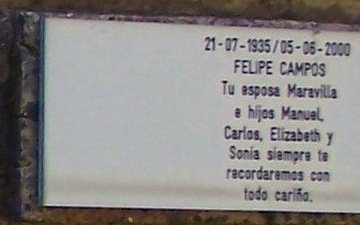 21-07-1935/05-06-2000
FELIPE CAMPOS
Tu esposa Maravilla
e hijos Manuel,
Carlos, Elizabeth y
Sonia siempre te
recordaremos con
todo cariño.